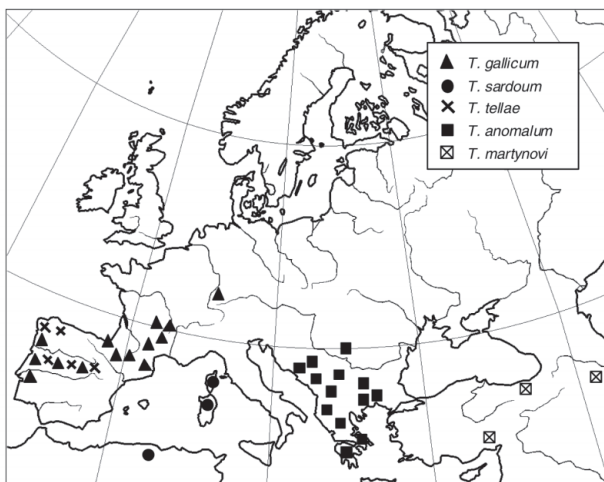 T. gallicum
T. sardoum
T. tellae
T. anomalum
T. martynovi